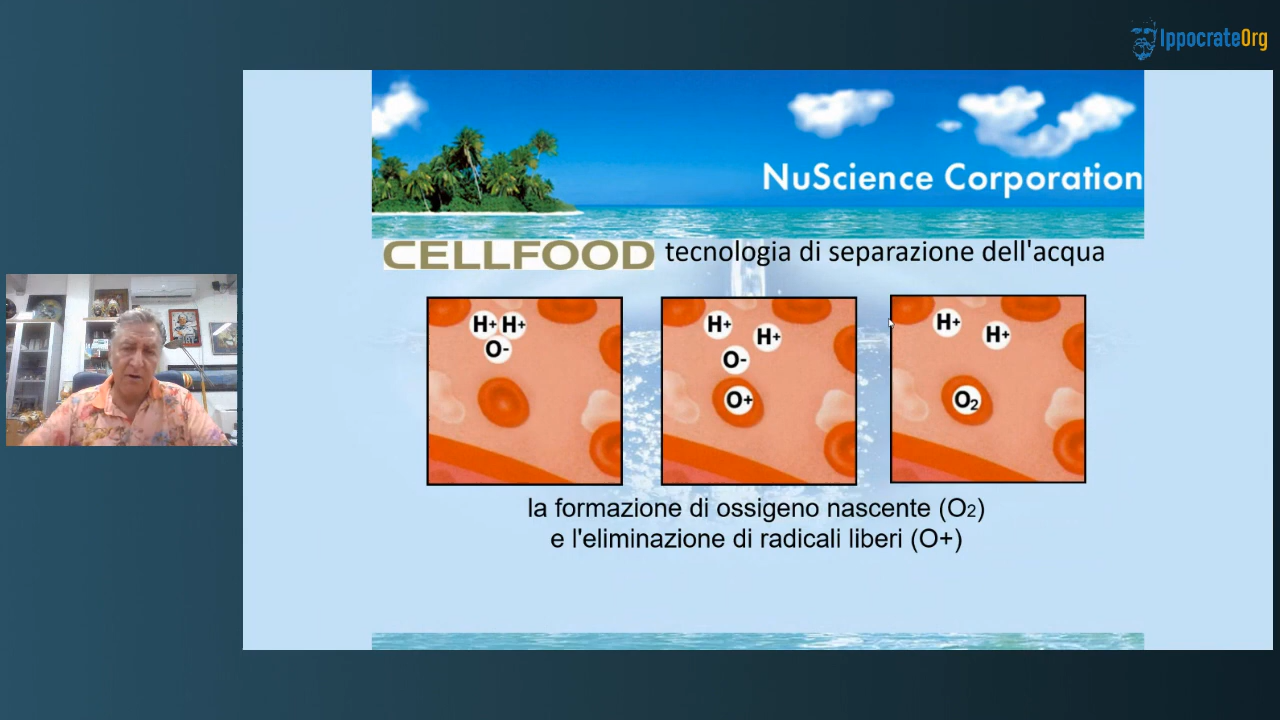 IppocrateOrg
NuScience Corporation
CELLFOOD tecnologia di separazione dell'acqua
H+ H+
O-
H+ H+
O-
O+
H+ H+
O2
la formazione di ossigeno nascente (O2)
e l'eliminazione di radicali liberi (O+)